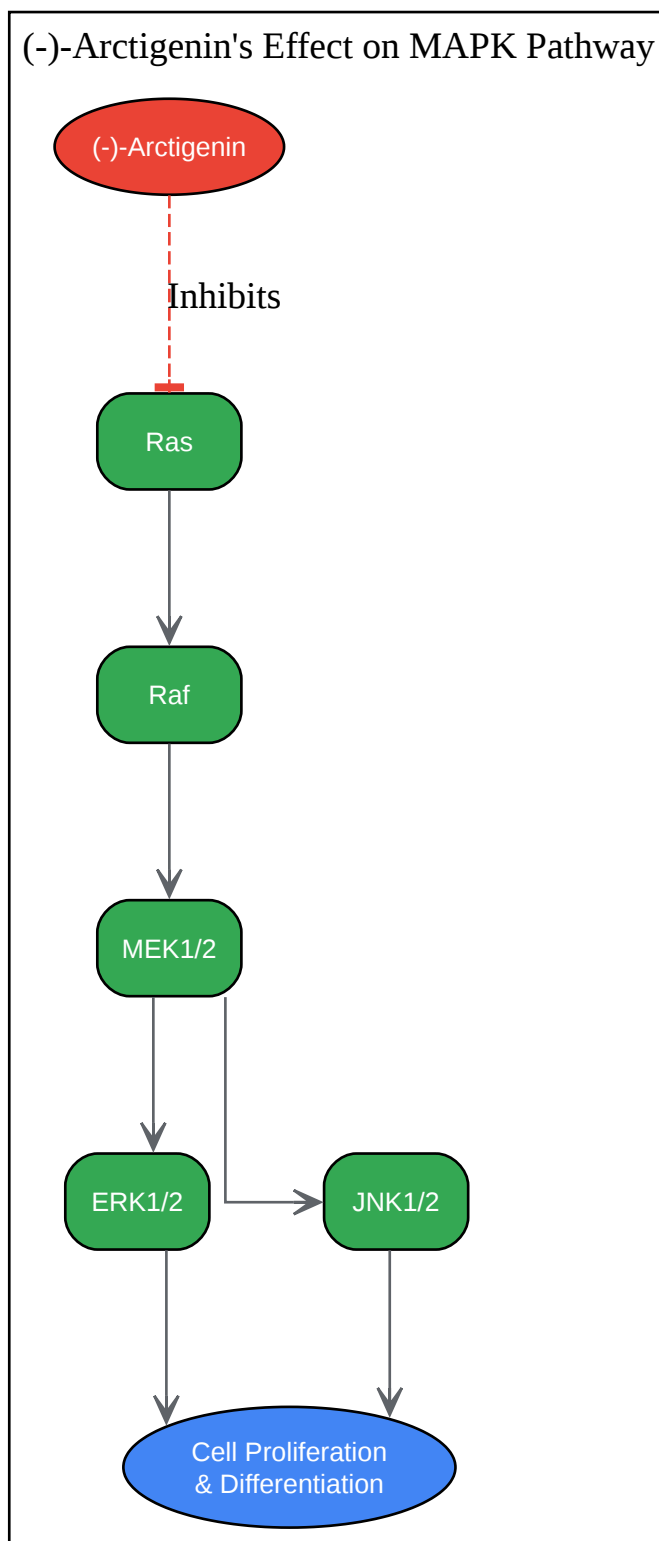 (-)-Arctigenin's Effect on MAPK Pathway
(-)-Arctigenin
Inhibits
Ras
Raf
MEK1/2
ERK1/2
JNK1/2
Cell Proliferation
& Differentiation